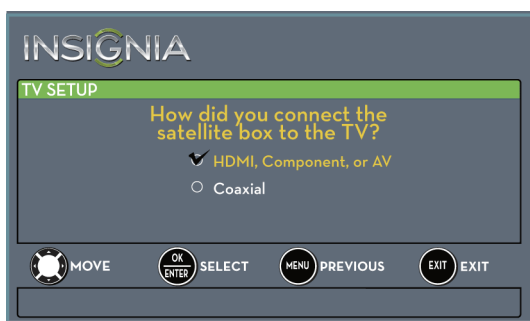 INSIGNIA
TV SETUP
How did you connect the
satellite box to the TV?
HDMI, Component, or AV
Coaxial
MOVE OK ENTER SELECT MENU PREVIOUS EXIT EXIT